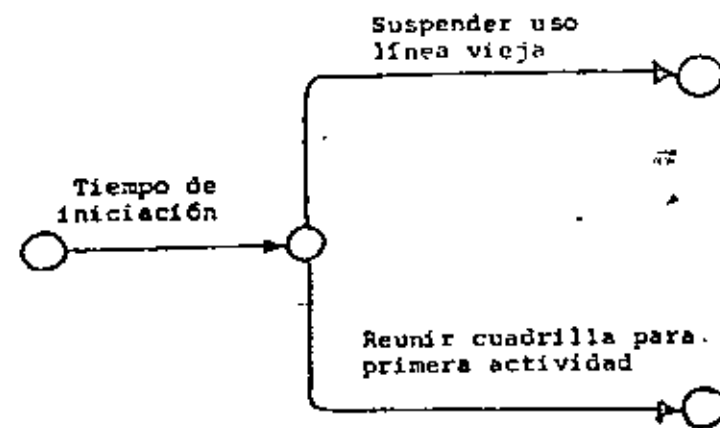 Suspender uso
línea vieja
Tiempo de
iniciación
Reunir cuadrilla para.
primera actividad